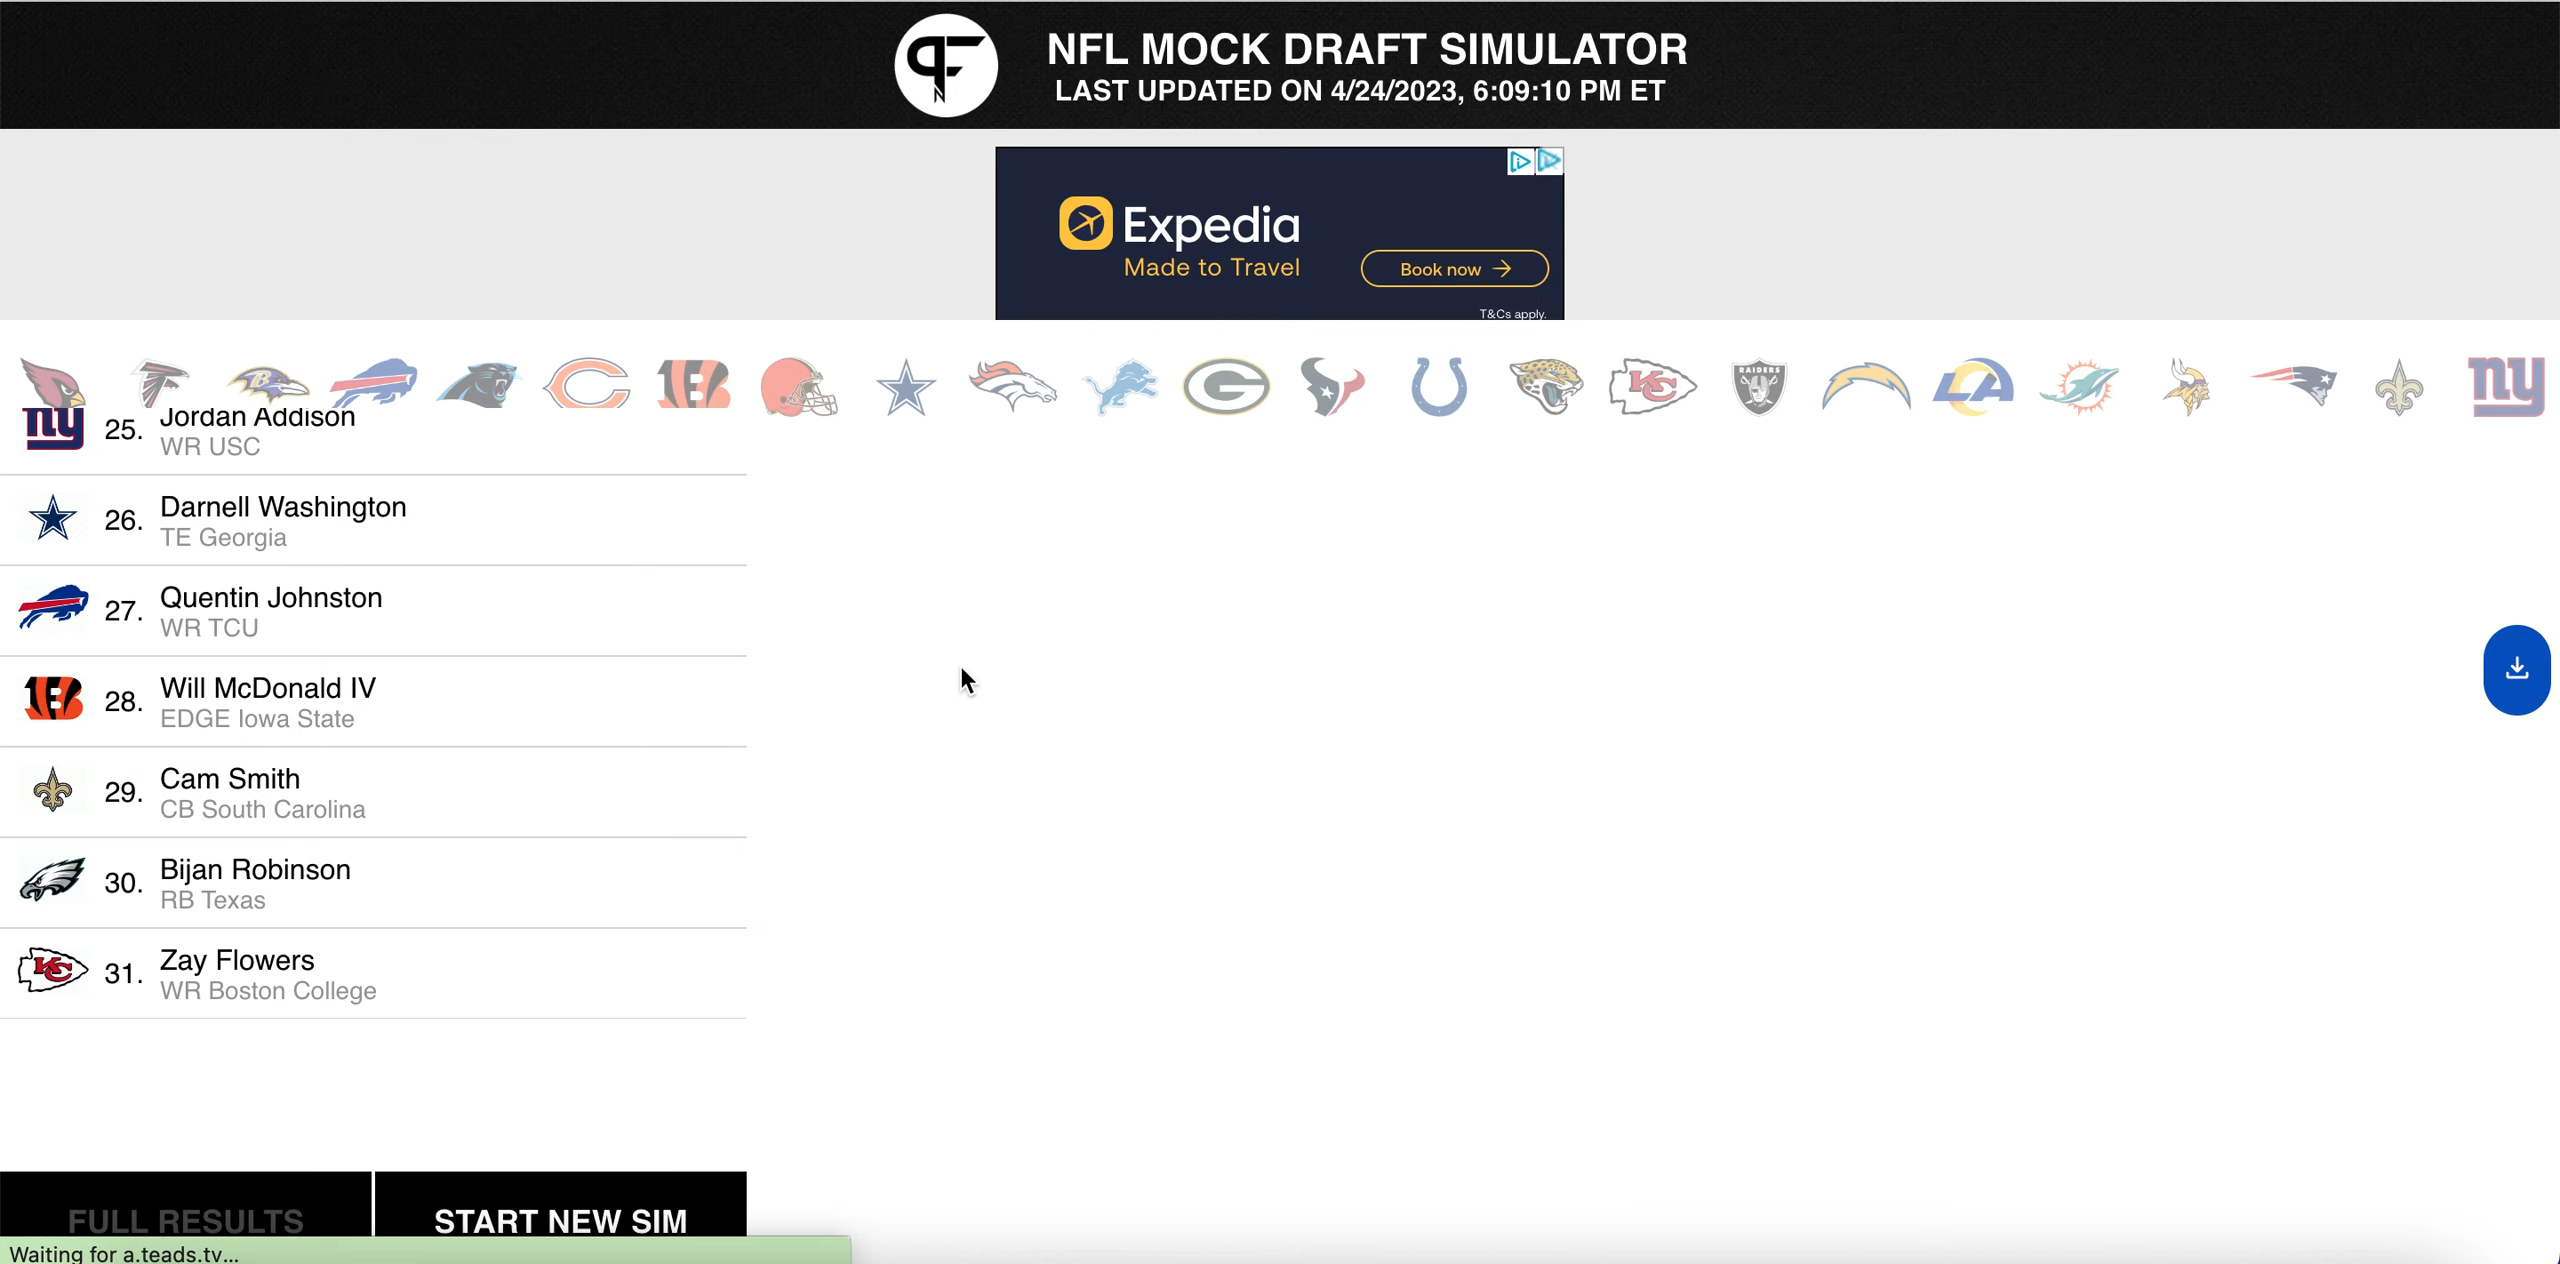 NFL MOCK DRAFT SIMULATOR
LAST UPDATED ON 4/24/2023, 6:09:10 PM ET
Expedia
Made to Travel
Book now →
T&Cs apply.
RAIDERS
25. Jordan Addison
WR USC
26. Darnell Washington
TE Georgia
27. Quentin Johnston
WR TCU
28. Will McDonald IV
EDGE Iowa State
29. Cam Smith
CB South Carolina
30. Bijan Robinson
RB Texas
31. Zay Flowers
WR Boston College
FULL RESULTS
START NEW SIM
Waiting for a.teads.tv...